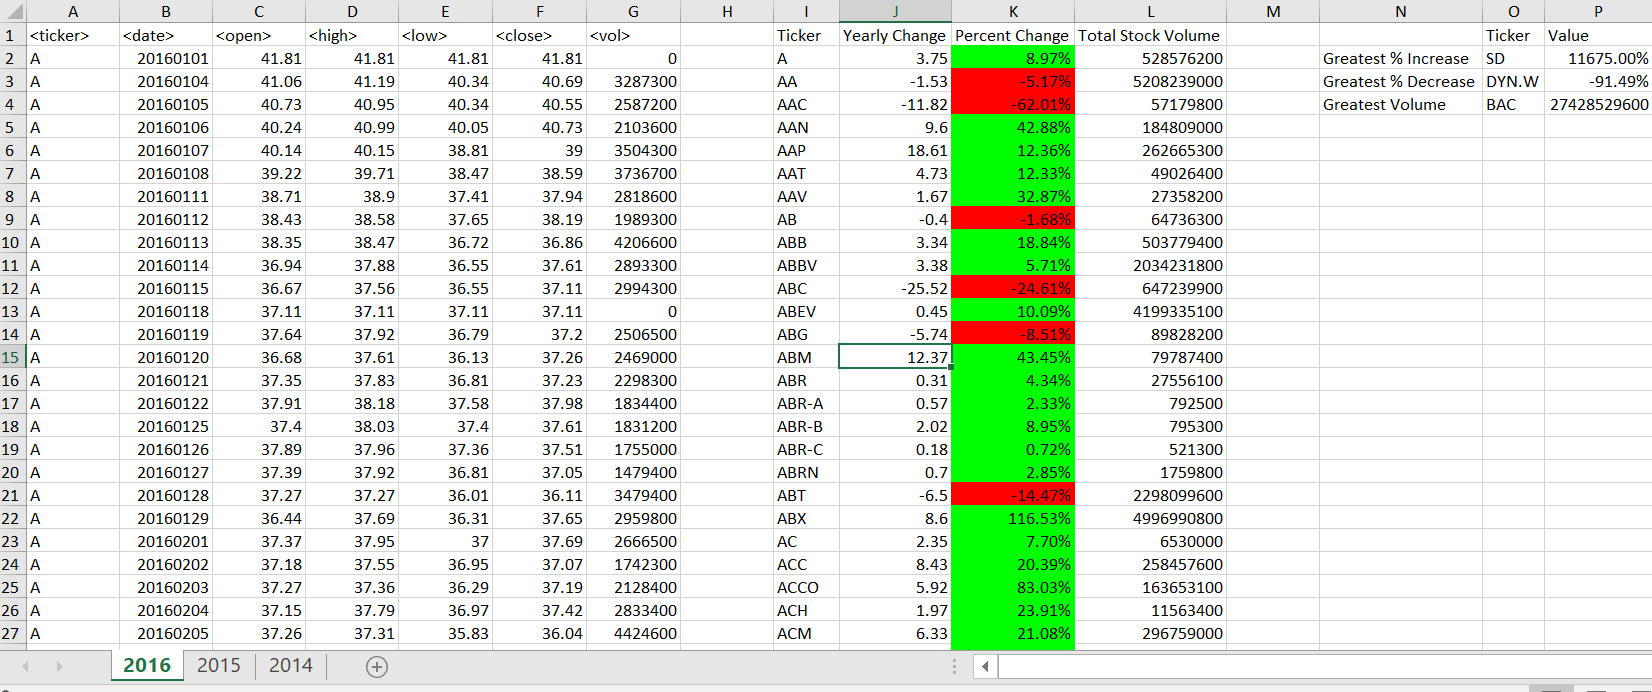 A B C D E F G H I J K L M N O P
1 <ticker> <date> <open> <high> <low> <close> <vol> Ticker Yearly Change Percent Change Total Stock Volume Ticker Value
2 A 20160101 41.81 41.81 41.81 41.81 0 A 3.75 8.97% 528576200 Greatest % Increase SD 11675.00%
3 A 20160104 41.06 41.19 40.34 40.69 3287300 AA -1.53 -5.17% 5208239000 Greatest % Decrease DYN.W -91.49%
4 A 20160105 40.73 40.95 40.34 40.55 2587200 AAC -11.82 -62.01% 57179800 Greatest Volume BAC 27428529600
5 A 20160106 40.24 40.99 40.05 40.73 2103600 AAN 9.6 42.88% 184809000
6 A 20160107 40.14 40.15 38.81 39 3504300 AAP 18.61 12.36% 262665300
7 A 20160108 39.22 39.71 38.47 38.59 3736700 AAT 4.73 12.33% 49026400
8 A 20160111 38.71 38.9 37.41 37.94 2818600 AAV 1.67 32.87% 27358200
9 A 20160112 38.43 38.58 37.65 38.19 1989300 AB -0.4 -1.68% 64736300
10 A 20160113 38.35 38.47 36.72 36.86 4206600 ABB 3.34 18.84% 503779400
11 A 20160114 36.94 37.88 36.55 37.61 2893300 ABBV 3.38 5.71% 2034231800
12 A 20160115 36.67 37.56 36.55 37.11 2994300 ABC -25.52 -24.61% 647239900
13 A 20160118 37.11 37.11 37.11 37.11 0 ABEV 0.45 10.09% 4199335100
14 A 20160119 37.64 37.92 36.79 37.2 2506500 ABG -5.74 -8.51% 89828200
15 A 20160120 36.68 37.61 36.13 37.26 2469000 ABM 12.37 43.45% 79787400
16 A 20160121 37.35 37.83 36.81 37.23 2298300 ABR 0.31 4.34% 27556100
17 A 20160122 37.91 38.18 37.58 37.98 1834400 ABR-A 0.57 2.33% 792500
18 A 20160125 37.4 38.03 37.4 37.61 1831200 ABR-B 2.02 8.95% 795300
19 A 20160126 37.89 37.96 37.36 37.51 1755000 ABR-C 0.18 0.72% 521300
20 A 20160127 37.39 37.92 36.81 37.05 1479400 ABRN 0.7 2.85% 1759800
21 A 20160128 37.27 37.27 36.01 36.11 3479400 ABT -6.5 -14.47% 2298099600
22 A 20160129 36.44 37.69 36.31 37.65 2959800 ABX 8.6 116.53% 4996990800
23 A 20160201 37.37 37.95 37 37.69 2666500 AC 2.35 7.70% 6530000
24 A 20160202 37.18 37.55 36.95 37.07 1742300 ACC 8.43 20.39% 258457600
25 A 20160203 37.27 37.36 36.29 37.19 2128400 ACCO 5.92 83.03% 163653100
26 A 20160204 37.15 37.79 36.97 37.42 2833400 ACH 1.97 23.91% 11563400
27 A 20160205 37.26 37.31 35.83 36.04 4424600 ACM 6.33 21.08% 296759000
2016 2015 2014